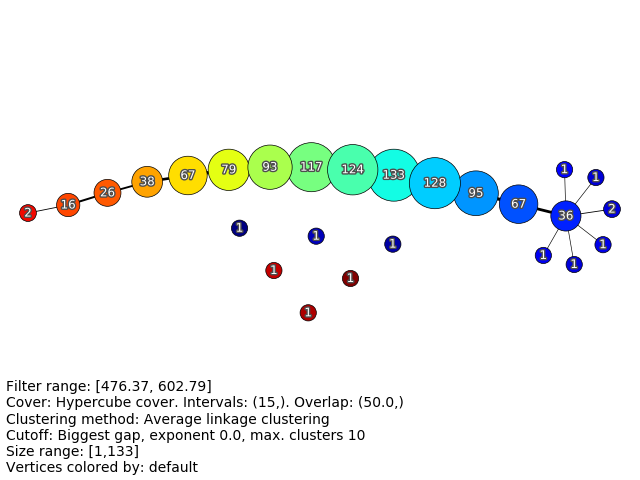 2 16 26 38 67 79 93 117 124 133 128 95 67 36 1 1 2 1 1 1
1 1 1
1 1
1
Filter range: [476.37, 602.79]
Cover: Hypercube cover. Intervals: (15,). Overlap: (50.0,)
Clustering method: Average linkage clustering
Cutoff: Biggest gap, exponent 0.0, max. clusters 10
Size range: [1,133]
Vertices colored by: default